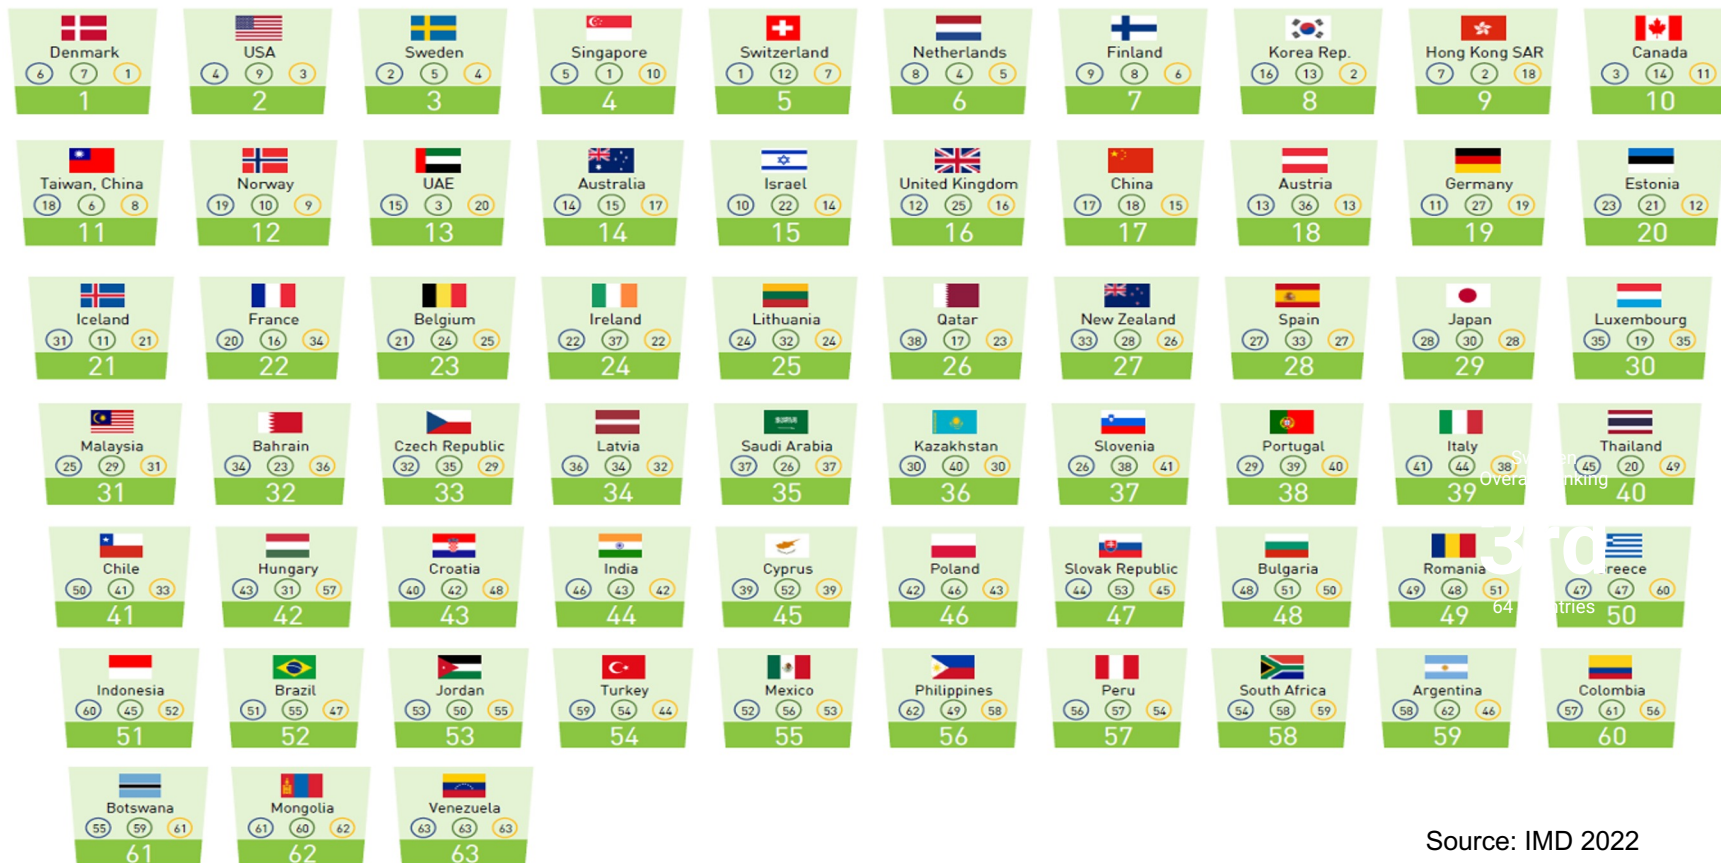 Denmark USA Sweden Singapore Switzerland Netherlands Finland Korea Rep. Hong Kong SAR Canada
6 7 1 4 9 3 2 5 4 5 1 10 1 12 7 8 4 5 9 8 6 16 13 2 7 2 18 3 14 11
1 2 3 4 5 6 7 8 9 10
Taiwan, China Norway UAE Australia Israel United Kingdom China Austria Germany Estonia
18 6 8 19 10 9 15 3 20 14 15 17 10 22 14 12 25 16 17 18 15 13 36 13 11 27 19 23 21 12
11 12 13 14 15 16 17 18 19 20
Iceland France Belgium Ireland Lithuania Qatar New Zealand Spain Japan Luxembourg
31 11 21 20 16 34 21 24 25 22 37 22 24 32 24 38 17 23 33 28 26 27 33 27 28 30 28 35 19 35
21 22 23 24 25 26 27 28 29 30
Malaysia Bahrain Czech Republic Latvia Saudi Arabia Kazakhstan Slovenia Portugal Italy Thailand
25 29 31 34 23 36 32 35 29 36 34 32 37 26 37 30 40 30 26 38 41 29 39 40 41 44 38 45 20 49
31 32 33 34 35 36 37 38 39 40
Sweden
Overall Ranking
3rd
64 countries
Chile Hungary Croatia India Cyprus Poland Slovak Republic Bulgaria Romania Greece
50 41 33 43 31 57 40 42 48 46 43 42 39 52 39 42 46 43 44 53 45 48 51 50 49 48 51 47 47 60
41 42 43 44 45 46 47 48 49 50
Indonesia Brazil Jordan Turkey Mexico Philippines Peru South Africa Argentina Colombia
60 45 52 51 55 47 53 50 55 59 54 44 52 56 53 62 49 58 56 57 54 54 58 59 58 62 46 57 61 56
51 52 53 54 55 56 57 58 59 60
Botswana Mongolia Venezuela
55 59 61 61 60 62 63 63 63
61 62 63
Source: IMD 2022